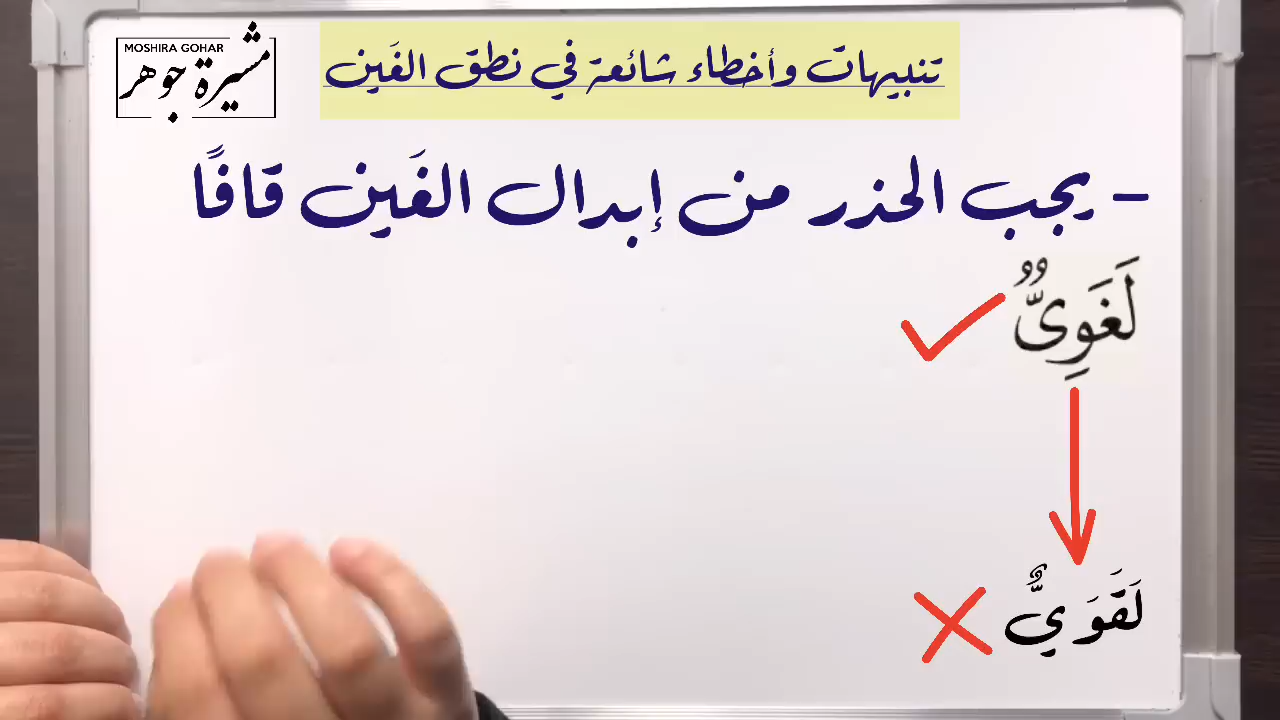 MOSHIRA GOHAR
مشيرة جوهر
تنبيهات وأخطاء شائعة في نطق الغَين
- يجب الحذر من إبدال الغَين قافًا
لَغَوِىٌّ
لَقَوَيٌّ